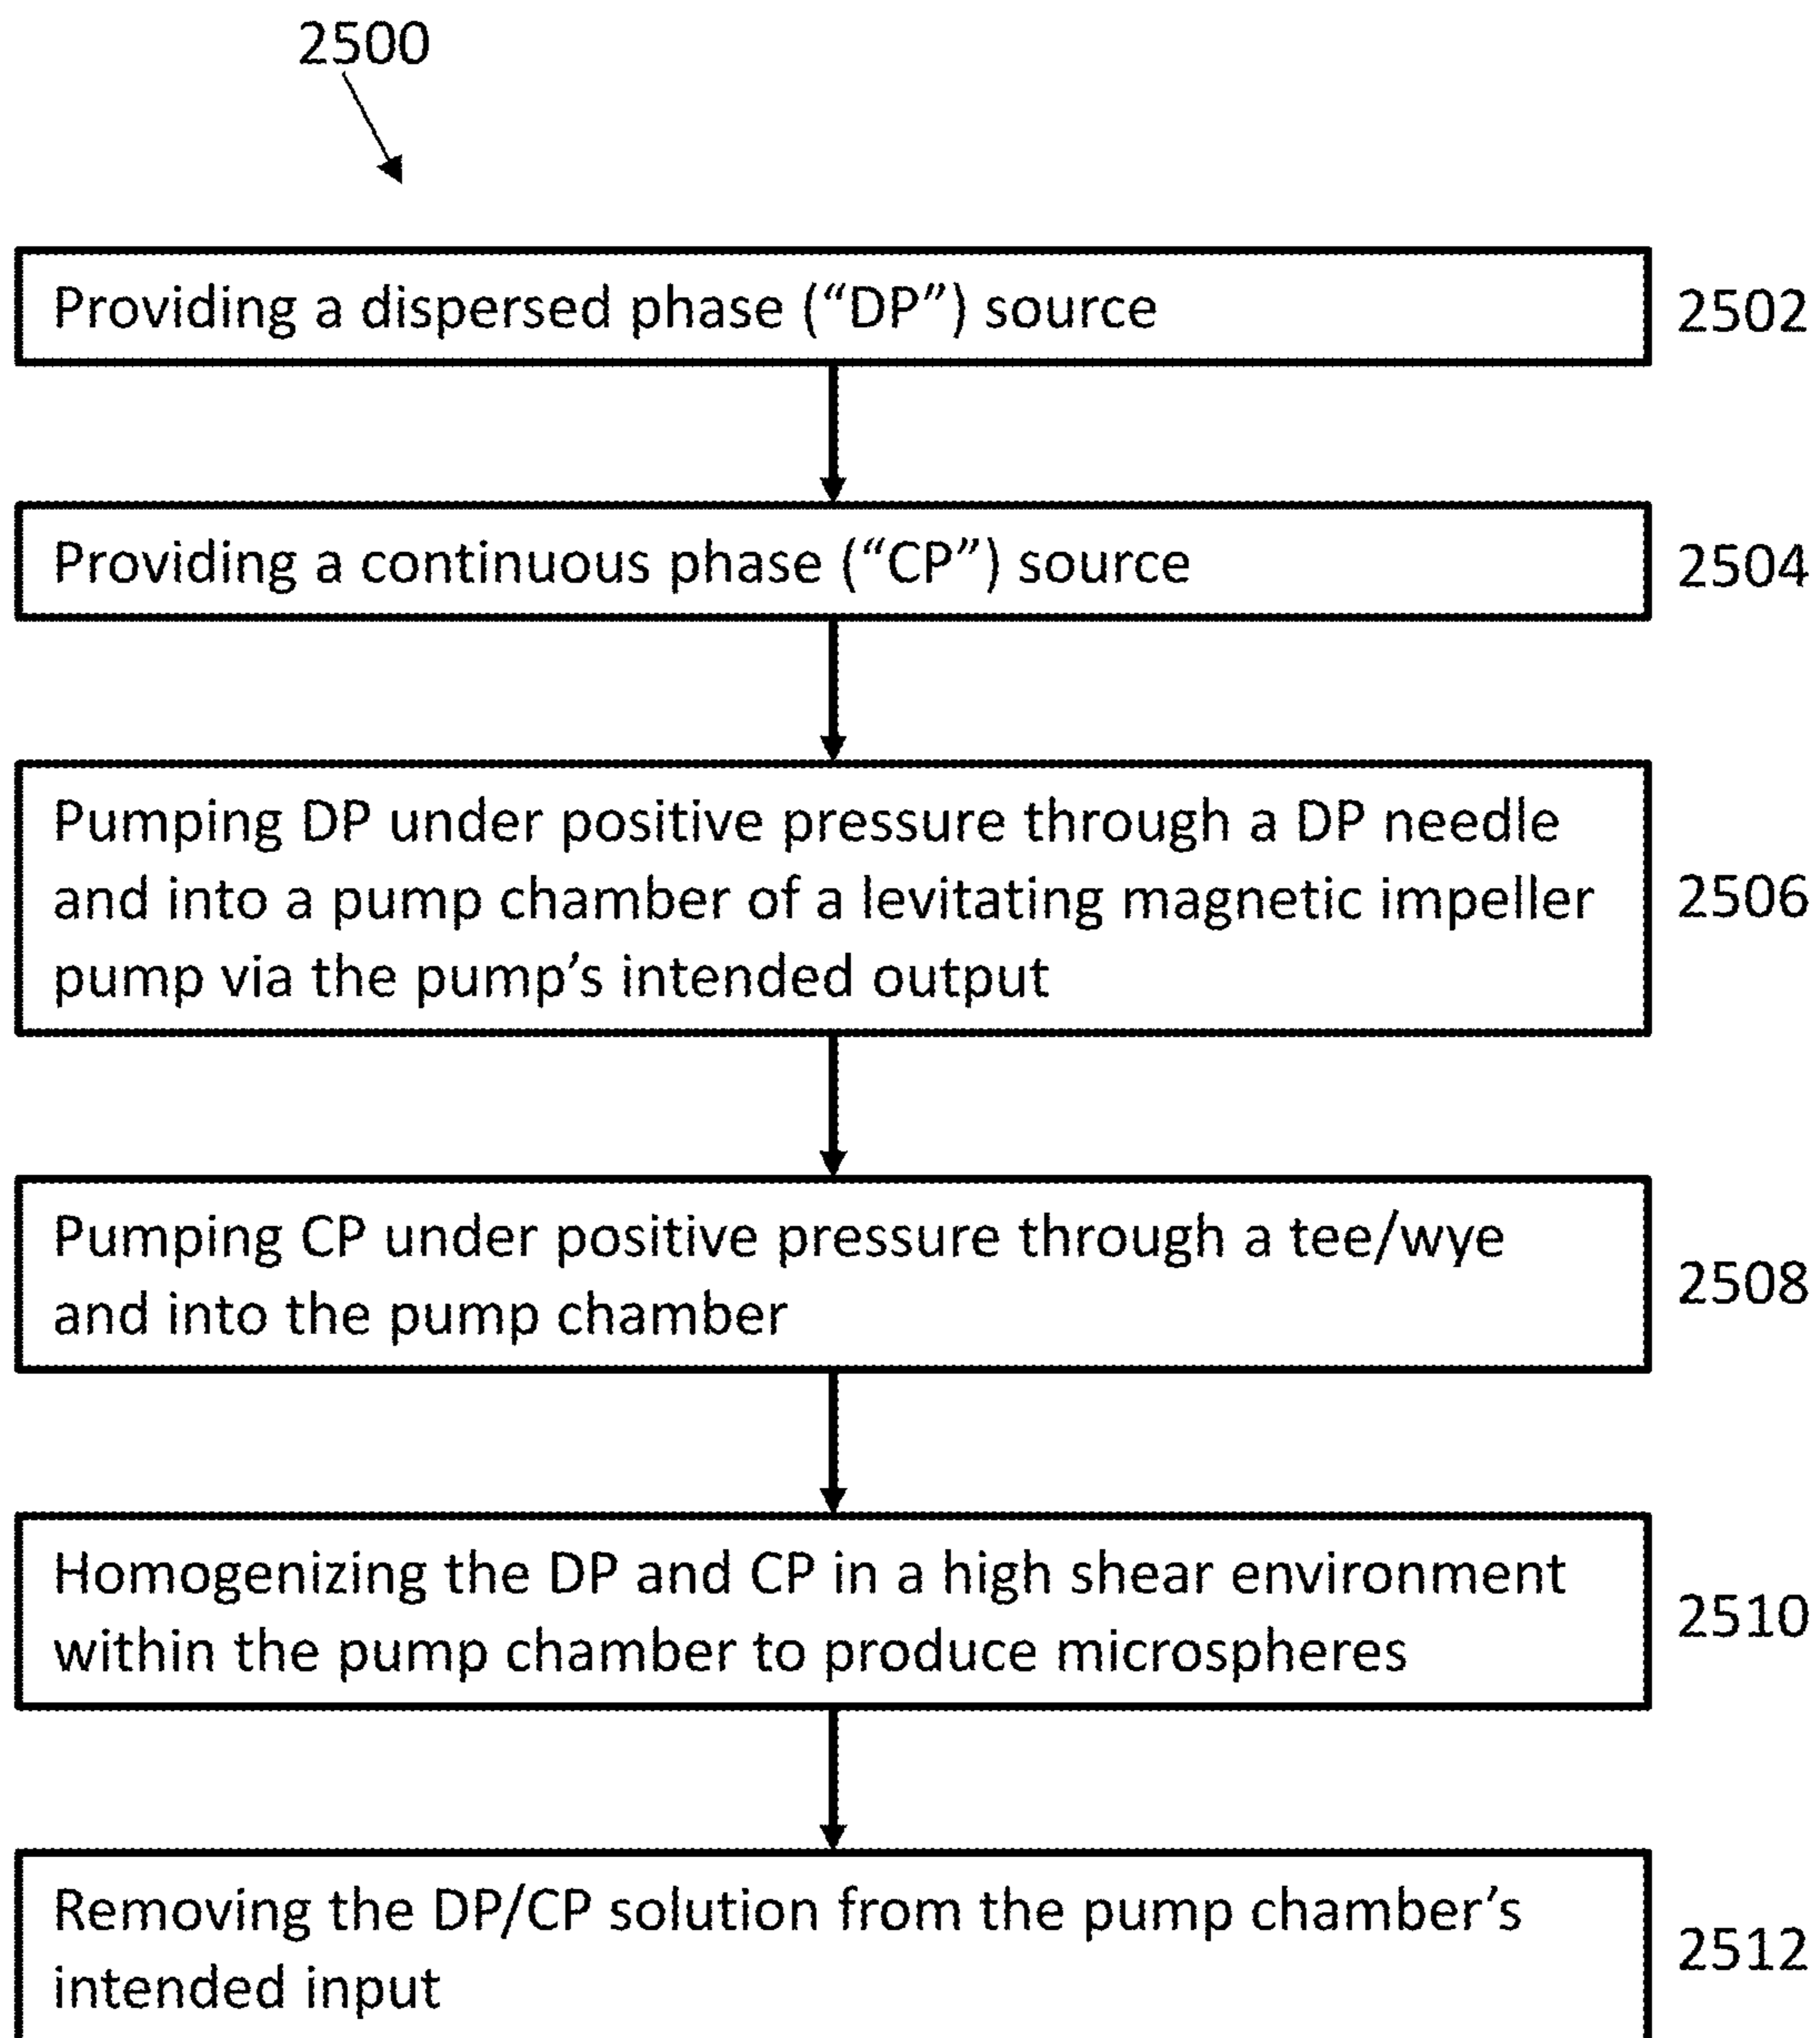 2500
Providing a dispersed phase (“DP”) source
2502
Providing a continuous phase (“CP”) source
2504
Pumping DP under positive pressure through a DP needle
and into a pump chamber of a levitating magnetic impeller
pump via the pump’s intended output
2506
Pumping CP under positive pressure through a tee/wye
and into the pump chamber
2508
Homogenizing the DP and CP in a high shear environment
within the pump chamber to produce microspheres
2510
Removing the DP/CP solution from the pump chamber’s
intended input
2512